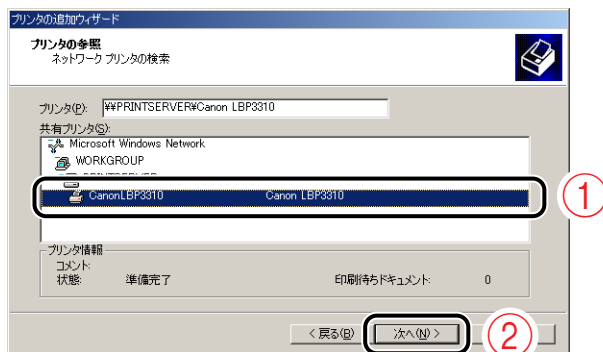 プリンタの追加ウィザード
プリンタの参照
ネットワーク プリンタの検索
プリンタ(P): ¥¥PRINTSERVER¥Canon LBP3310
共有プリンタ(S):
Microsoft Windows Network
WORKGROUP
CanonLBP3310 Canon LBP3310
①
プリンタ情報
コメント:
状態: 準備完了 印刷待ちドキュメント: 0
< 戻る(B) 次へ(N) > ②